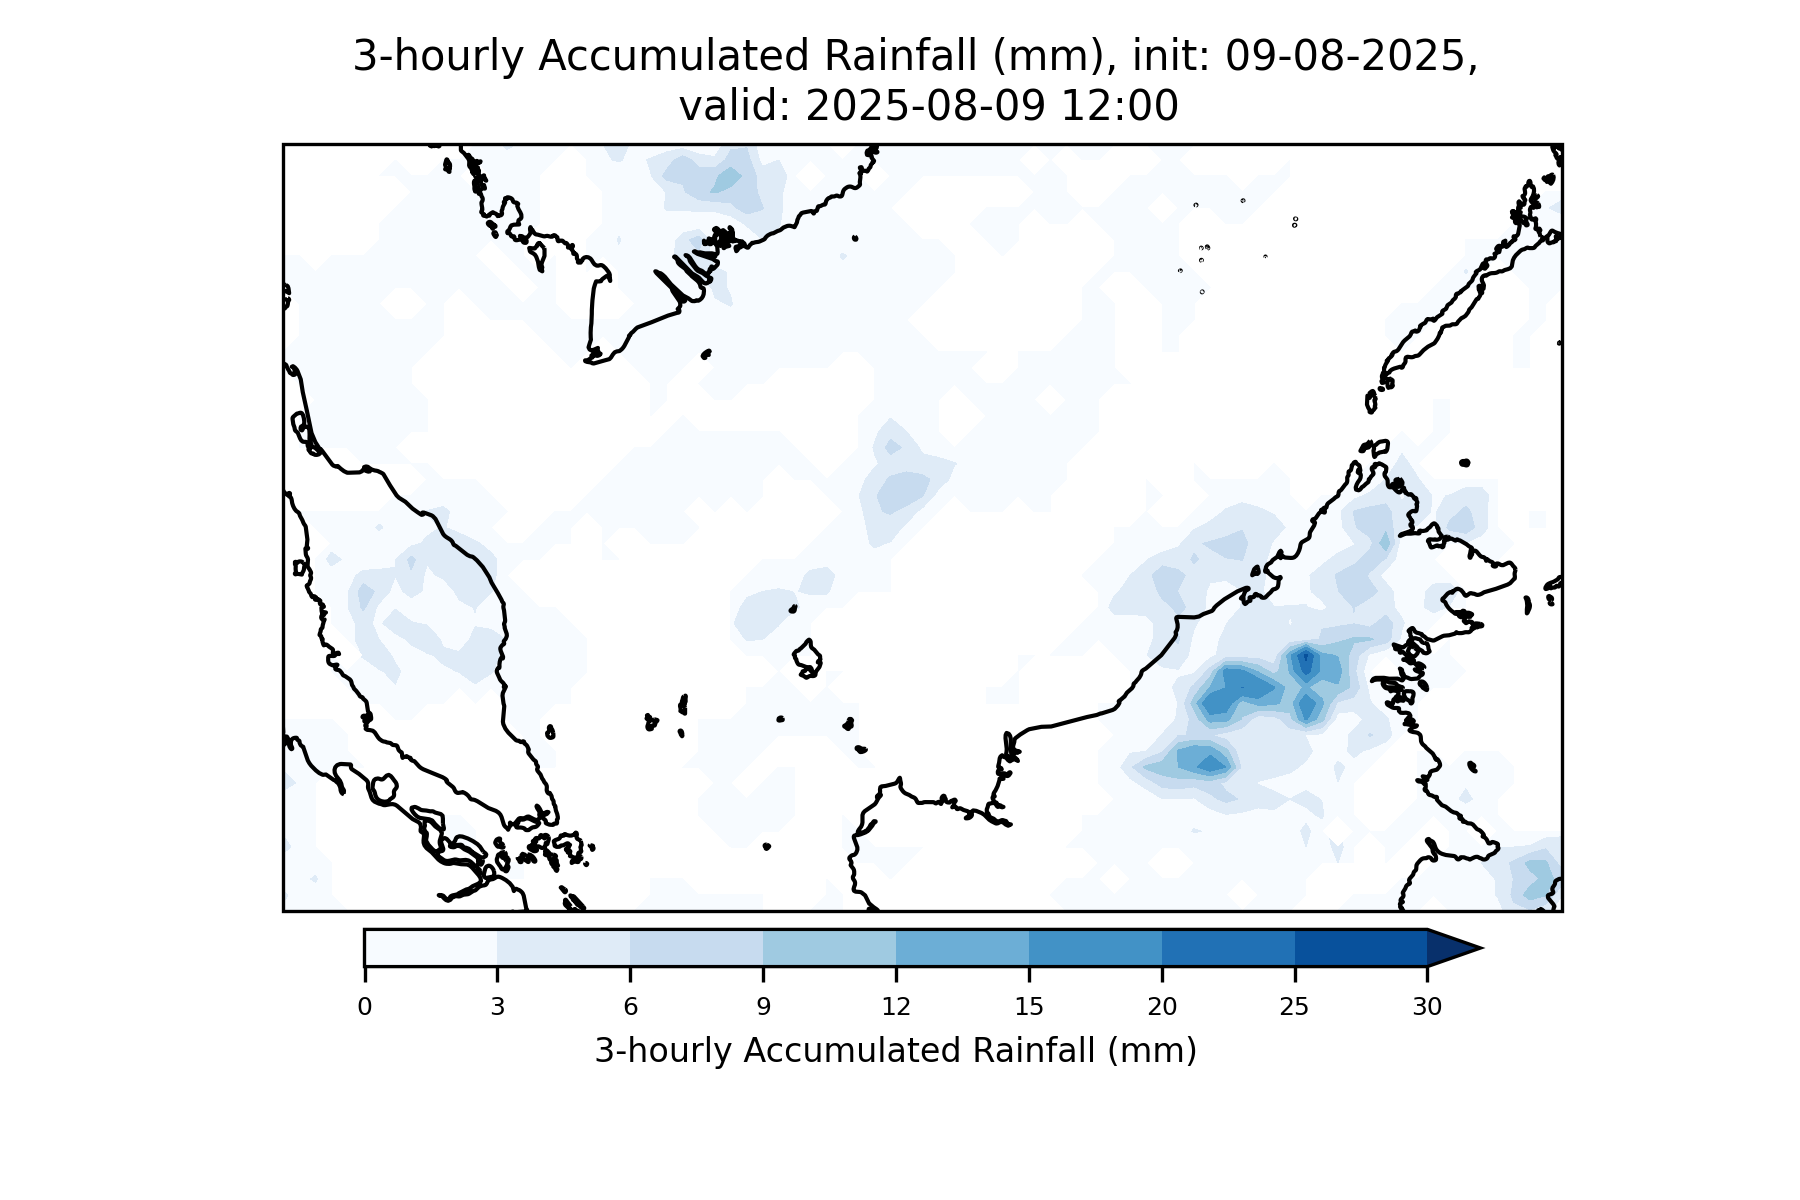 3-hourly Accumulated Rainfall (mm), init: 09-08-2025,
valid: 2025-08-09 12:00
0 3 6 9 12 15 20 25 30
3-hourly Accumulated Rainfall (mm)